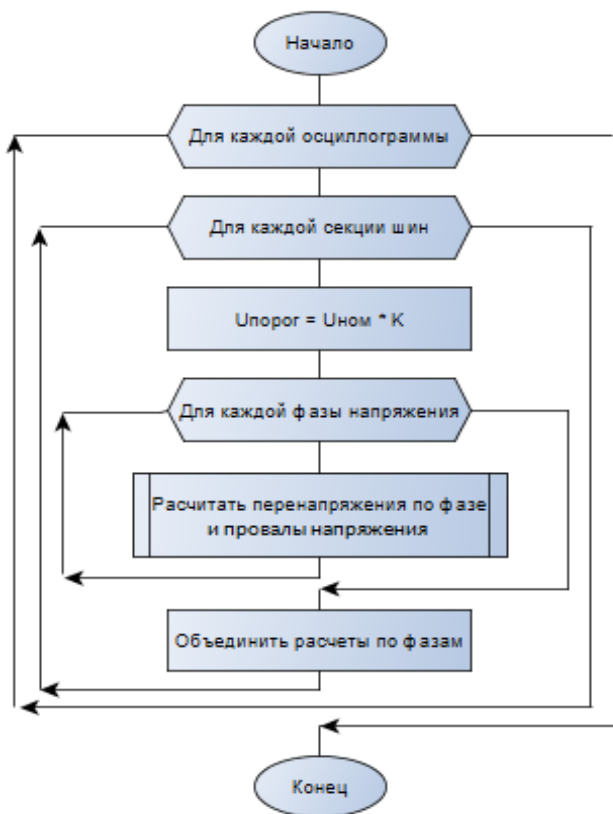 Начало
Для каждой осциллограммы
Для каждой секции шин
Uпорог = Uном * K
Для каждой фазы напряжения
Расчитать перенапряжения по фазе
и провалы напряжения
Объединить расчеты по фазам
Конец